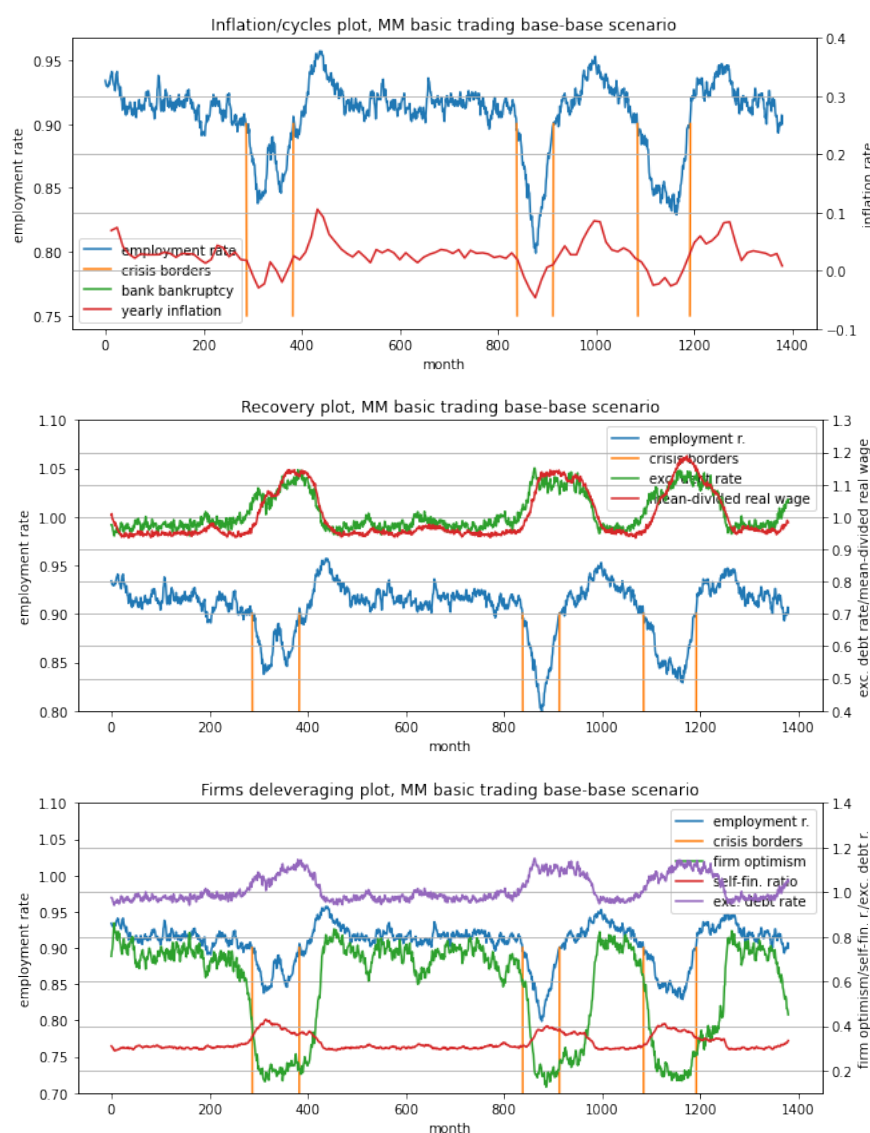 Inflation/cycles plot, MM basic trading base-base scenario
0.95
0.90
0.85
0.80
0.75
employment rate
0.4
0.3
0.2
0.1
0.0
−0.1
inflation rate
employment rate
crisis borders
bank bankruptcy
yearly inflation
0 200 400 600 800 1000 1200 1400
month
Recovery plot, MM basic trading base-base scenario
1.10
1.05
1.00
0.95
0.90
0.85
0.80
employment rate
1.3
1.2
1.1
1.0
0.9
0.8
0.7
0.6
0.5
0.4
exc. debt rate/mean-divided real wage
employment r.
crisis borders
exc. debt rate
mean-divided real wage
0 200 400 600 800 1000 1200 1400
month
Firms deleveraging plot, MM basic trading base-base scenario
1.10
1.05
1.00
0.95
0.90
0.85
0.80
0.75
0.70
employment rate
1.4
1.2
1.0
0.8
0.6
0.4
0.2
firm optimism/self-fin. r./exc. debt r.
employment r.
crisis borders
firm optimism
self-fin. ratio
exc. debt rate
0 200 400 600 800 1000 1200 1400
month